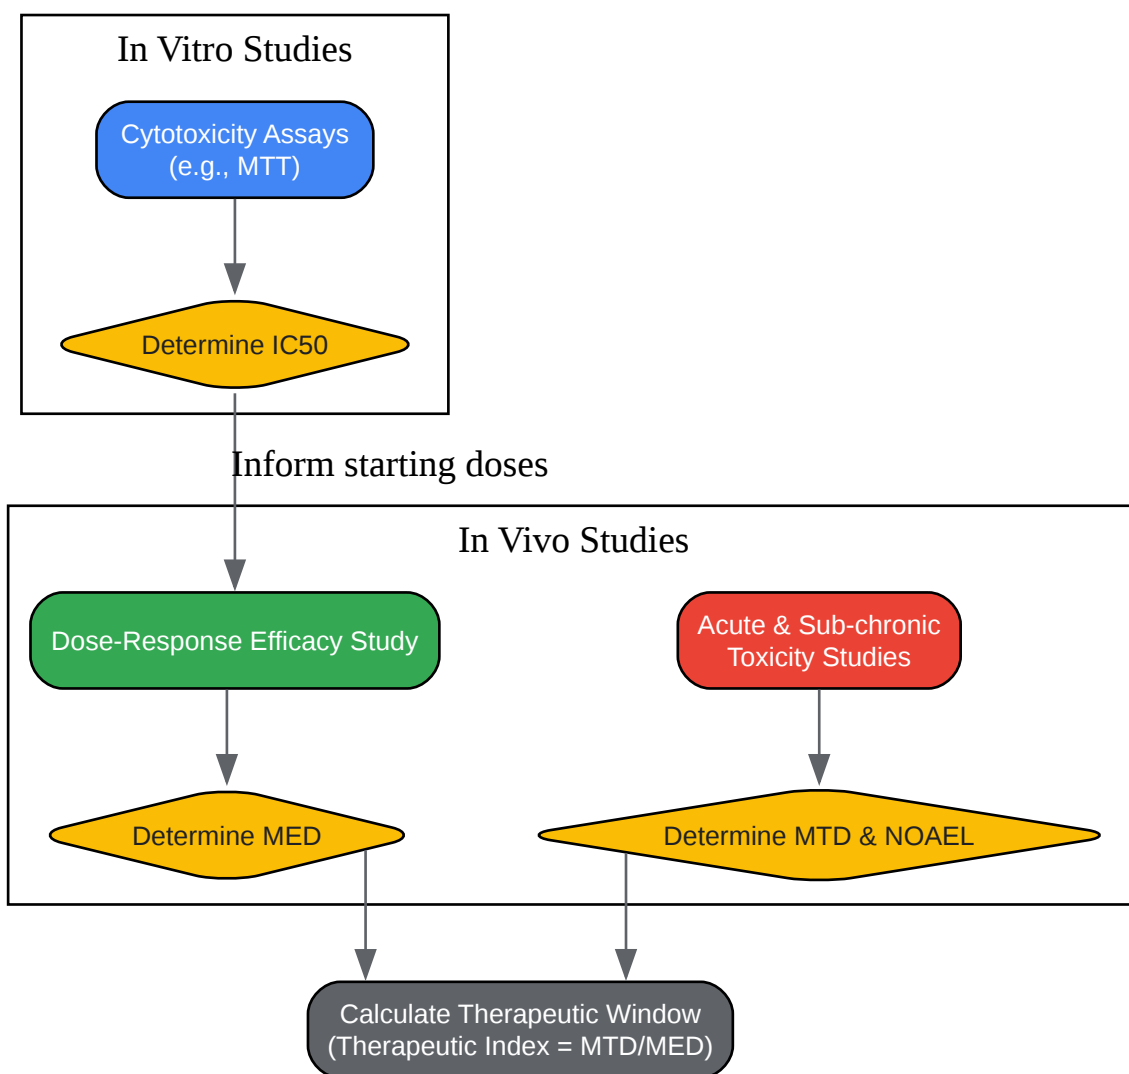 In Vitro Studies
Cytotoxicity Assays
(e.g., MTT)
Determine IC50
Inform starting doses
In Vivo Studies
Dose-Response Efficacy Study
Acute & Sub-chronic
Toxicity Studies
Determine MED
Determine MTD & NOAEL
Calculate Therapeutic Window
(Therapeutic Index = MTD/MED)